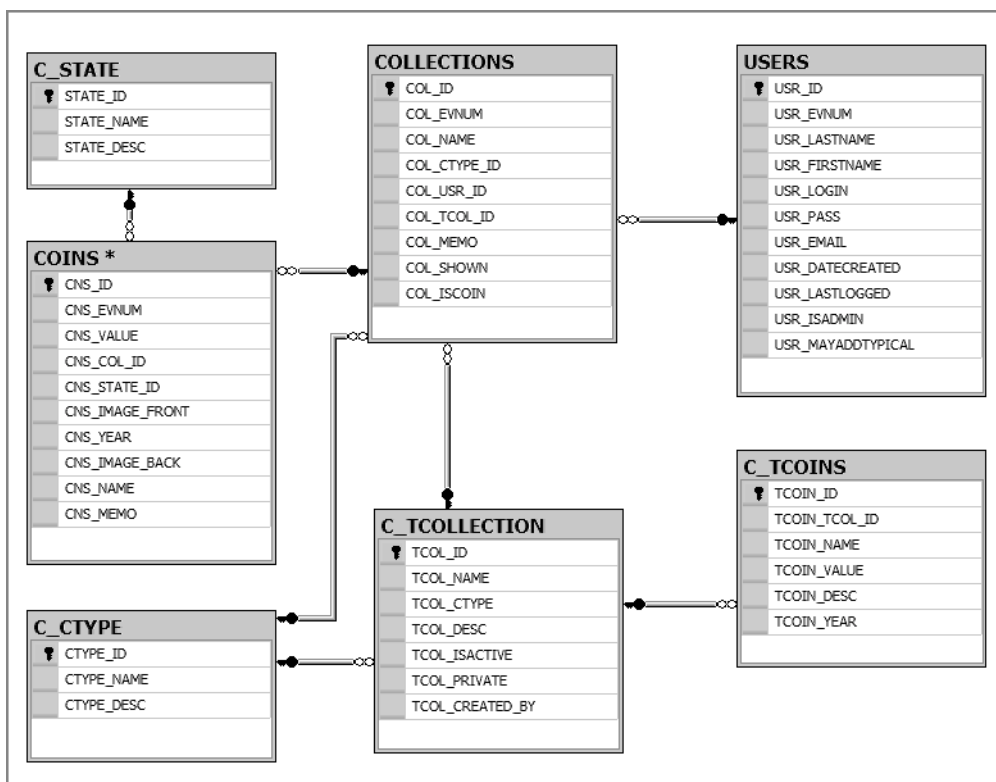 C_STATE
STATE_ID
STATE_NAME
STATE_DESC
COINS *
CNS_ID
CNS_EVNUM
CNS_VALUE
CNS_COL_ID
CNS_STATE_ID
CNS_IMAGE_FRONT
CNS_YEAR
CNS_IMAGE_BACK
CNS_NAME
CNS_MEMO
C_CTYPE
CTYPE_ID
CTYPE_NAME
CTYPE_DESC
COLLECTIONS
COL_ID
COL_EVNUM
COL_NAME
COL_CTYPE_ID
COL_USR_ID
COL_TCOL_ID
COL_MEMO
COL_SHOWN
COL_ISCOIN
C_TCOLLECTION
TCOL_ID
TCOL_NAME
TCOL_CTYPE
TCOL_DESC
TCOL_ISACTIVE
TCOL_PRIVATE
TCOL_CREATED_BY
USERS
USR_ID
USR_EVNUM
USR_LASTNAME
USR_FIRSTNAME
USR_LOGIN
USR_PASS
USR_EMAIL
USR_DATECREATED
USR_LASTLOGGED
USR_ISADMIN
USR_MAYADDTYPICAL
C_TCOINS
TCOIN_ID
TCOIN_TCOL_ID
TCOIN_NAME
TCOIN_VALUE
TCOIN_DESC
TCOIN_YEAR